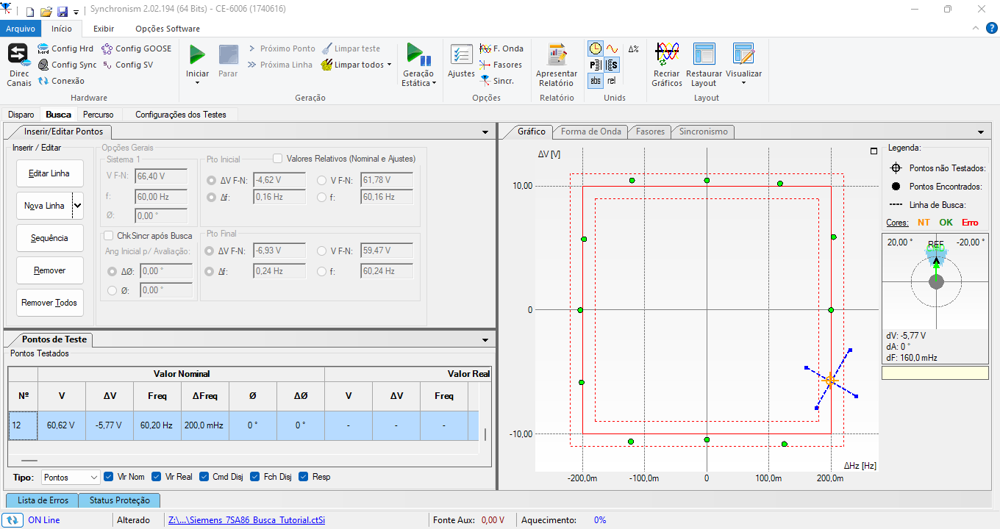 Synchronism 2.02.194 (64 Bits) - CE-6006 (1740616)
Arquivo Início Exibir Opções Software
Direc Canais
Config Hrd
Config Sync
Conexão
Config GOOSE
Config SV
Hardware
Iniciar
Parar
Próximo Ponto
Próxima Linha
Limpar teste
Limpar todos
Geração Estática
Geração
Ajustes
F. Onda
Fasores
Sincr.
Opções
Apresentar Relatório
Relatório
Δ%
P S
abs rel
Unids
Recriar Gráficos
Restaurar Layout
Visualizar
Layout
Disparo Busca Percurso Configurações dos Testes
Inserir/Editar Pontos
Inserir / Editar
Editar Linha
Nova Linha
Sequência
Remover
Remover Todos
Opções Gerais
Sistema 1
V F-N: 66,40 V
f: 60,00 Hz
Ø: 0,00 °
Pto Inicial
Valores Relativos (Nominal e Ajustes)
ΔV F-N: -4,62 V V F-N: 61,78 V
Δf: 0,16 Hz f: 60,16 Hz
ChkSincr após Busca
Ang Inicial p/ Avaliação:
ΔØ: 0,00 °
Ø: 0,00 °
Pto Final
ΔV F-N: -6,93 V V F-N: 59,47 V
Δf: 0,24 Hz f: 60,24 Hz
Pontos de Teste
Pontos Testados
Valor Nominal Valor Real
Nº V ΔV Freq ΔFreq Ø ΔØ V ΔV Freq
12 60,62 V -5,77 V 60,20 Hz 200,0 mHz 0 ° 0 ° - - -
Tipo: Pontos Vlr Nom Vlr Real Cmd Disj Fch Disj Resp
Gráfico Forma de Onda Fasores Sincronismo
ΔV [V]
10,00
0
-10,00
ΔHz [Hz]
-200,0m -100,0m 0 100,0m 200,0m
Legenda:
Pontos não Testados:
Pontos Encontrados:
Linha de Busca:
Cores: NT OK Erro
20,00 ° REF -20,00 °
dV: -5,77 V
dA: 0 °
dF: 160,0 mHz
Lista de Erros Status Proteção
ON Line Alterado Z:\...\Siemens_7SA86_Busca_Tutorial.ctSi Fonte Aux: 0,00 V Aquecimento: 0%